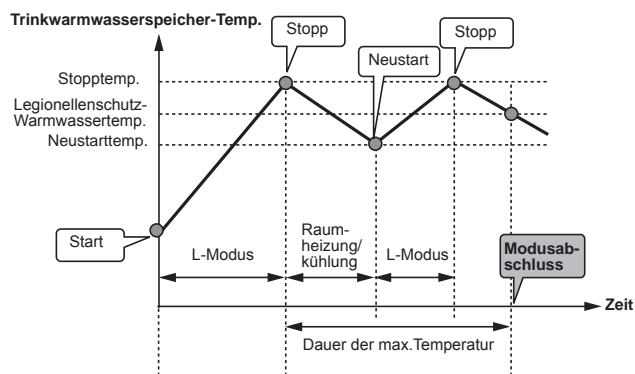 Trinkwarmwasserspeicher-Temp.
Stopp
Stopp
Neustart
Stopptemp.
Legionellenschutz-
Warmwassertemp.
Neustarttemp.
Start
L-Modus
Raum-
heizung/
kühlung
L-Modus
Modusab-
schluss
Zeit
Dauer der max.Temperatur